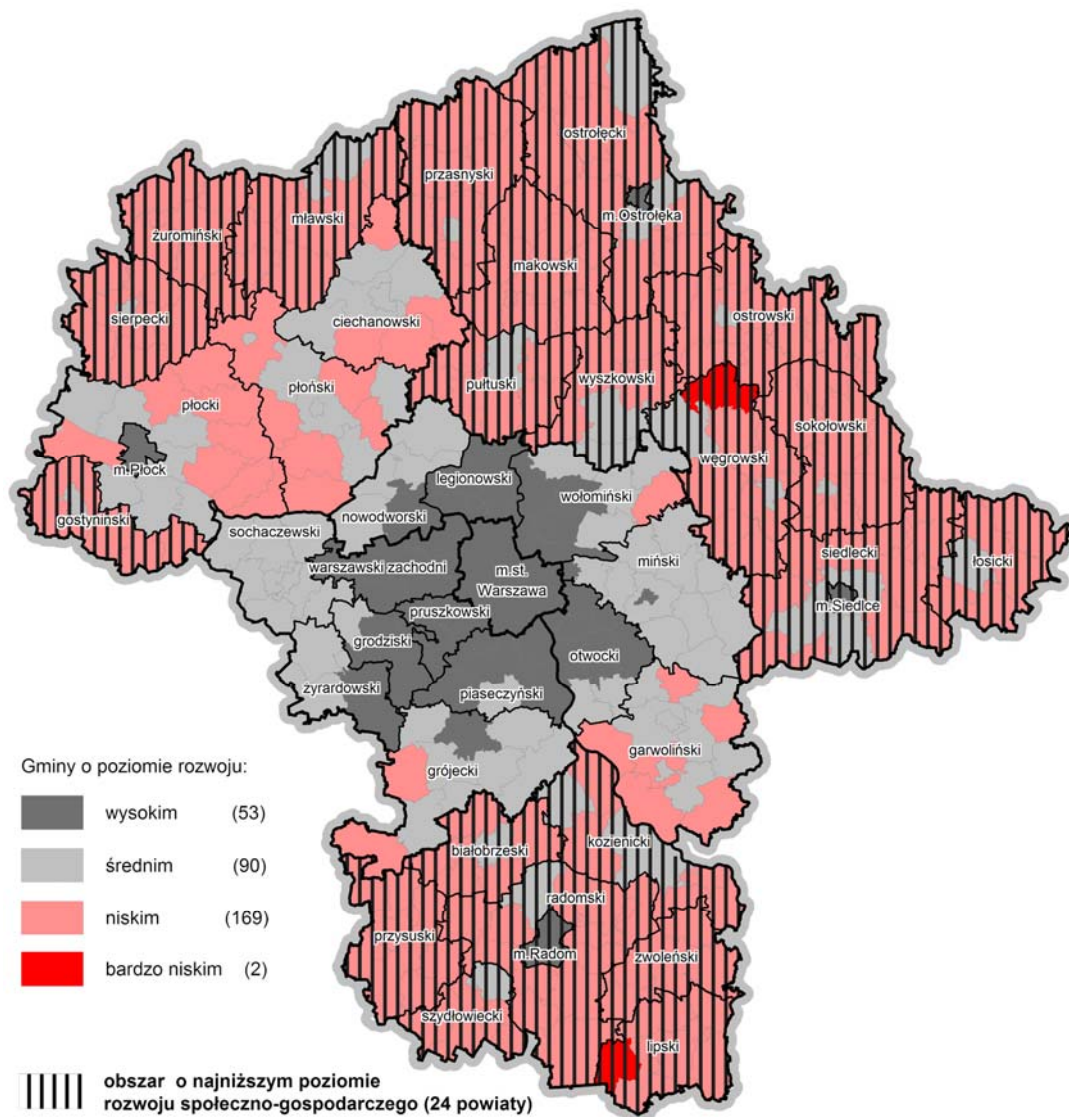 ostrołęcki
przasnyski
m.Ostrołęka
mławski
żuromiński
makowski
sierpecki
ciechanowski
ostrowski
płoński
pułtuski
wyszkowski
płocki
sokołowski
węgrowski
m.Płock
legionowski
wołomiński
gostyniński
nowodworski
sochaczewski
siedlecki
łosicki
miński
warszawski zachodni
m.st.
Warszawa
m.Siedlce
pruszkowski
grodziski
otwocki
żyrardowski
piaseczyński
garwoliński
grójecki
Gminy o poziomie rozwoju:
wysokim (53)
średnim (90)
niskim (169)
bardzo niskim (2)
białobrzeski
kozienicki
radomski
przysuski
m.Radom
zwoleński
szydłowiecki
lipski
obszar o najniższym poziomie
rozwoju społeczno-gospodarczego (24 powiaty)